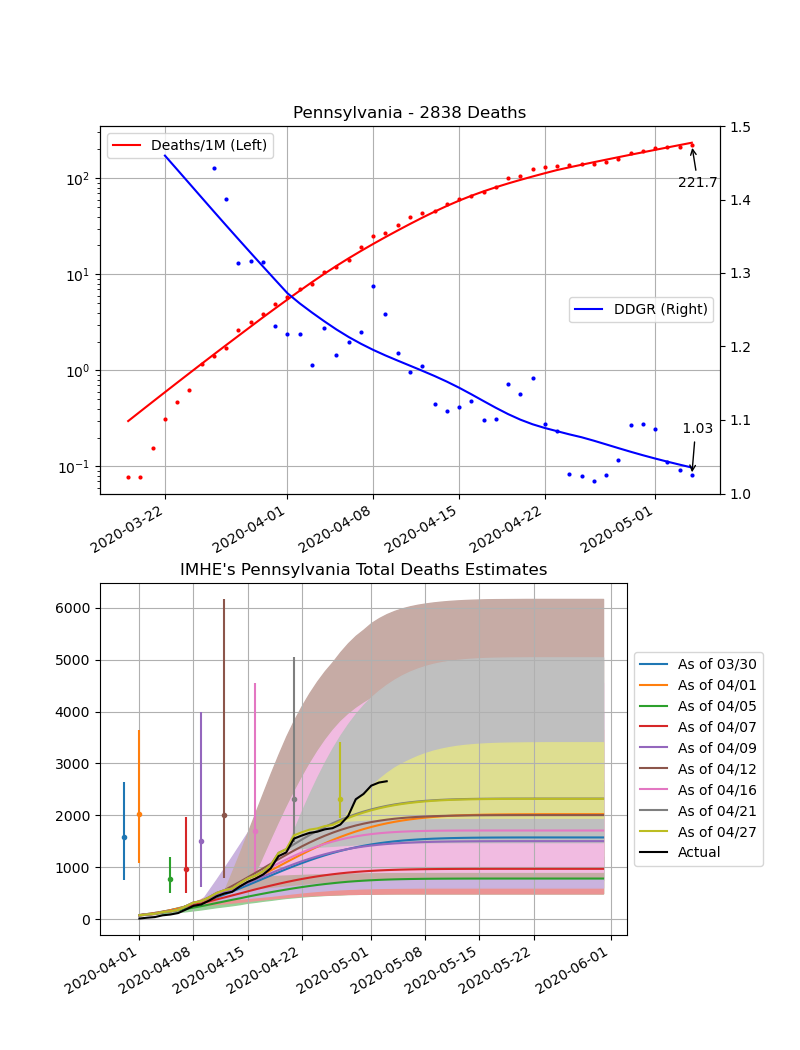 Pennsylvania - 2838 Deaths
Deaths/1M (Left)
DDGR (Right)
221.7
1.03
10²
10¹
10⁰
10⁻¹
1.5
1.4
1.3
1.2
1.1
1.0
2020-03-22
2020-04-01
2020-04-08
2020-04-15
2020-04-22
2020-05-01
IMHE's Pennsylvania Total Deaths Estimates
6000
5000
4000
3000
2000
1000
0
2020-04-01
2020-04-08
2020-04-15
2020-04-22
2020-05-01
2020-05-08
2020-05-15
2020-05-22
2020-06-01
As of 03/30
As of 04/01
As of 04/05
As of 04/07
As of 04/09
As of 04/12
As of 04/16
As of 04/21
As of 04/27
Actual